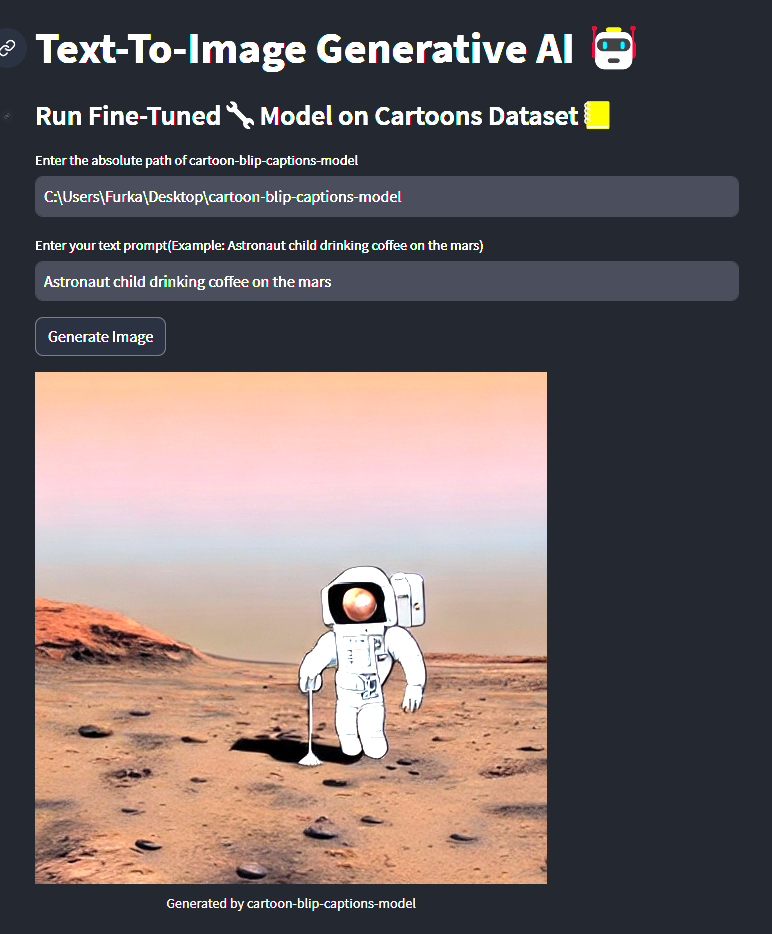 Text-To-Image Generative AI
Run Fine-Tuned Model on Cartoons Dataset
Enter the absolute path of cartoon-blip-captions-model
C:\Users\Furka\Desktop\cartoon-blip-captions-model
Enter your text prompt(Example: Astronaut child drinking coffee on the mars)
Astronaut child drinking coffee on the mars
Generate Image
Generated by cartoon-blip-captions-model